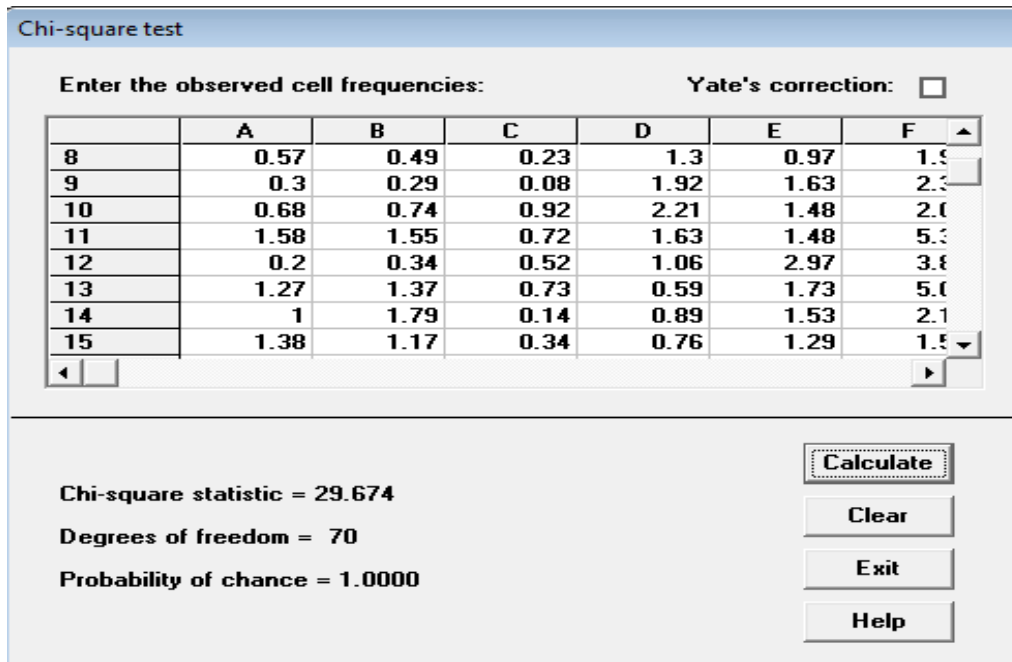 Chi-square test
Enter the observed cell frequencies: Yate's correction:
A B C D E F
8 0.57 0.49 0.23 1.3 0.97
9 0.3 0.29 0.08 1.92 1.63
10 0.68 0.74 0.92 2.21 1.48
11 1.58 1.55 0.72 1.63 1.48
12 0.2 0.34 0.52 1.06 2.97
13 1.27 1.37 0.73 0.59 1.73
14 1 1.79 0.14 0.89 1.53
15 1.38 1.17 0.34 0.76 1.29
Calculate
Chi-square statistic = 29.674
Clear
Degrees of freedom = 70
Exit
Probability of chance = 1.0000
Help